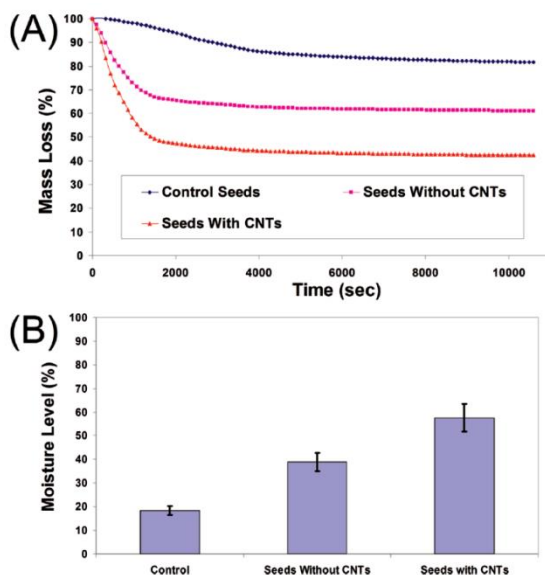 (A)
Mass Loss (%)
100
90
80
70
60
50
40
30
20
10
0
Control Seeds
Seeds Without CNTs
Seeds With CNTs
0
2000
4000
6000
8000
10000
Time (sec)
(B)
Moisture Level (%)
100
90
80
70
60
50
40
30
20
10
0
Control
Seeds Without CNTs
Seeds with CNTs